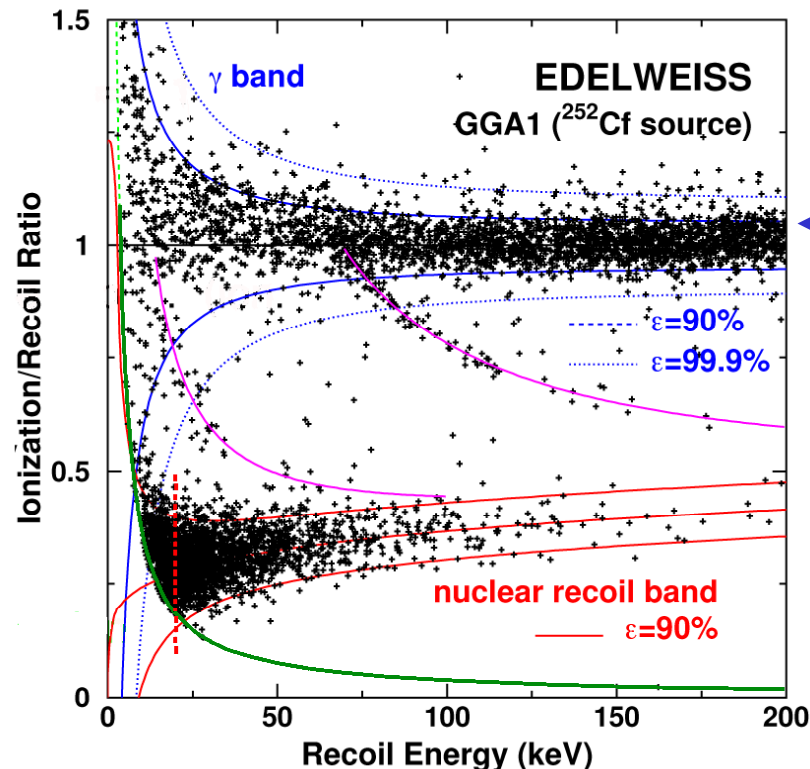 1.5
γ band
EDELWEISS
GGA1 (²⁵²Cf source)
1
ε=90%
ε=99.9%
0.5
nuclear recoil band
ε=90%
0
0 50 100 150 200
Ionization/Recoil Ratio
Recoil Energy (keV)